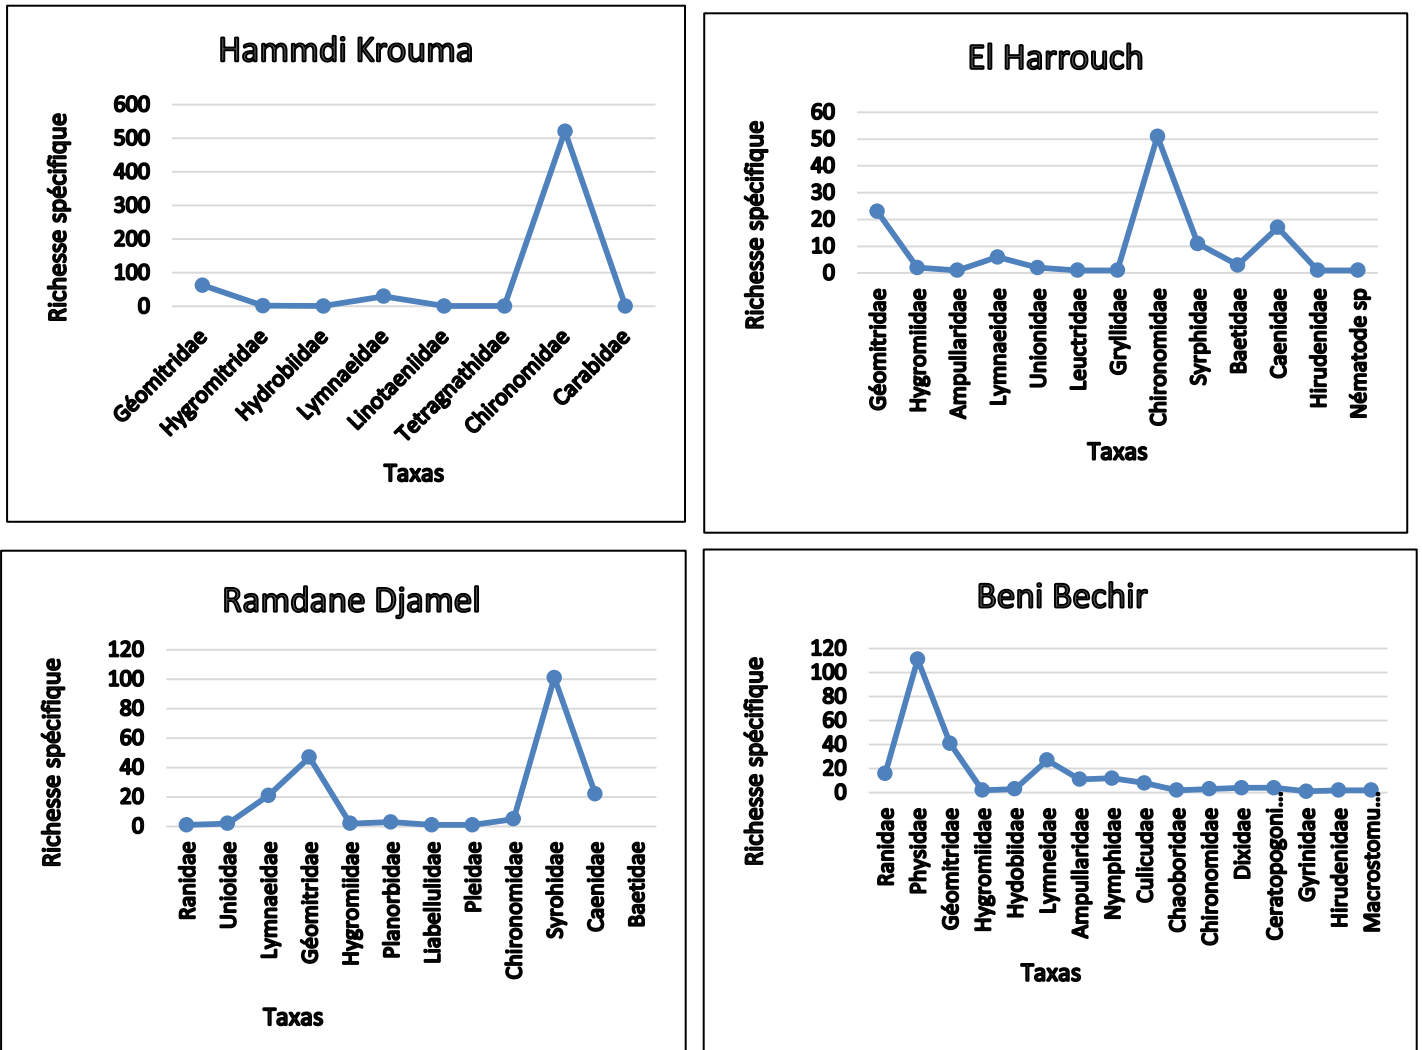 Hammdi Krouma
Richesse spécifique
600
500
400
300
200
100
0
Géomitridae
Hygromitridae
Hydrobiidae
Lymnaeidae
Linotaeniidae
Tetragnathidae
Chironomidae
Carabidae
Taxas
El Harrouch
Richesse spécifique
60
50
40
30
20
10
0
Géomitridae
Hygromiidae
Ampullaridae
Lymnaeidae
Unionidae
Leuctridae
Gryllidae
Chironomidae
Syrphidae
Baetidae
Caenidae
Hirudenidae
Nématode sp
Taxas
Ramdane Djamel
Richesse spécifique
120
100
80
60
40
20
0
Ranidae
Unioidae
Lymnaeidae
Géomitridae
Hygromiidae
Planorbidae
Liabellulidae
Pleidae
Chironomidae
Syrohidae
Caenidae
Baetidae
Taxas
Beni Bechir
Richesse spécifique
120
100
80
60
40
20
0
Ranidae
Physidae
Géomitridae
Hygromiidae
Hydobiidae
Lymneidae
Ampullaridae
Nymphidae
Culicudae
Chaoboridae
Chironomidae
Dixidae
Ceratopogoni...
Gyrinidae
Hirudenidae
Macrostomu...
Taxas